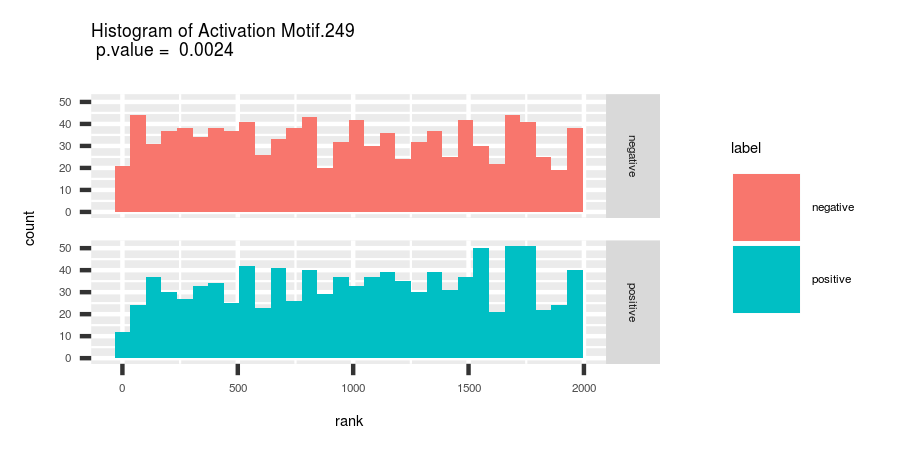 Histogram of Activation Motif.249
p.value = 0.0024
count
50
40
30
20
10
0
negative
50
40
30
20
10
0
positive
0 500 1000 1500 2000
rank
label
negative
positive